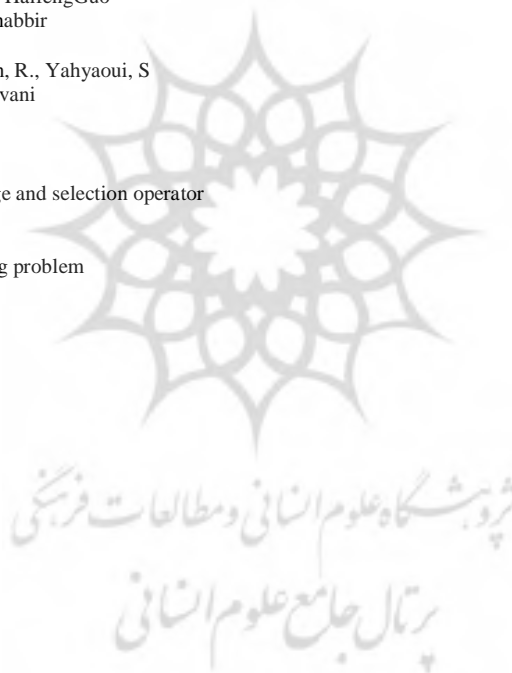 HaifengGuo
habbir
n, R., Yahyaoui, S
vani
ge and selection operator
g problem
پژوهشگاه علوم انسانی و مطالعات فرهنگی
پرتال جامع علوم انسانی